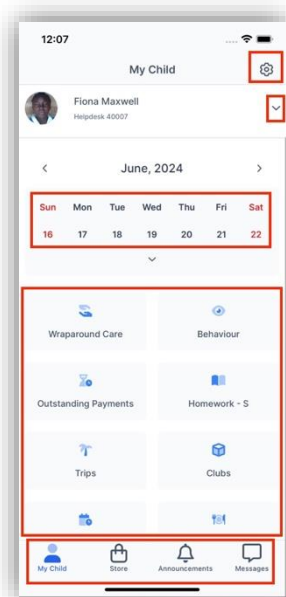 12:07
My Child
Fiona Maxwell
Helpdesk 40007
June, 2024
Sun Mon Tue Wed Thu Fri Sat
16 17 18 19 20 21 22
Wraparound Care Behaviour
Outstanding Payments Homework - S
Trips Clubs
My Child Store Announcements Messages